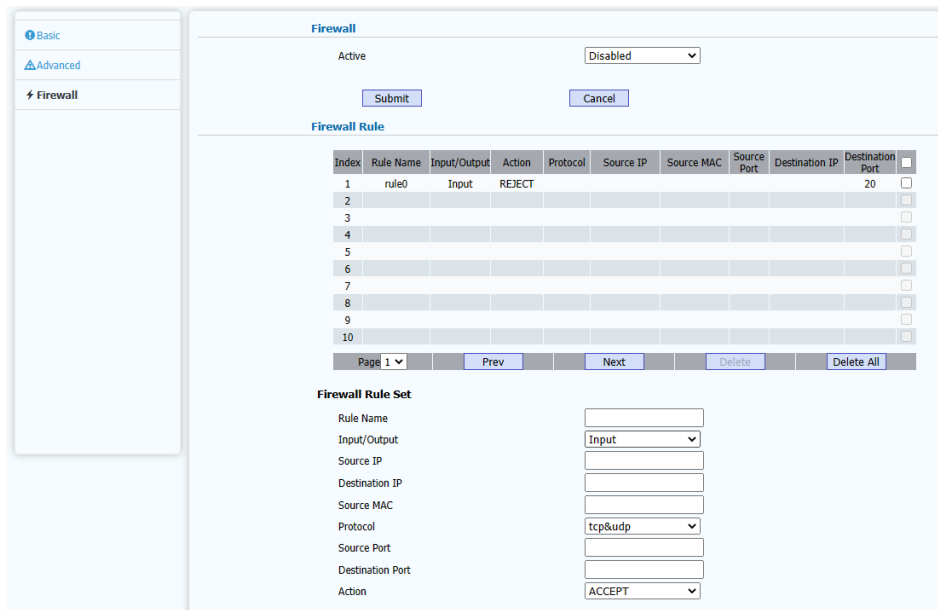 Basic
Advanced
Firewall
Firewall
Active Disabled
Submit Cancel
Firewall Rule
Index Rule Name Input/Output Action Protocol Source IP Source MAC Source Port Destination IP Destination Port
1 rule0 Input REJECT 20
2
3
4
5
6
7
8
9
10
Page 1 Prev Next Delete Delete All
Firewall Rule Set
Rule Name
Input/Output Input
Source IP
Destination IP
Source MAC
Protocol tcp&udp
Source Port
Destination Port
Action ACCEPT